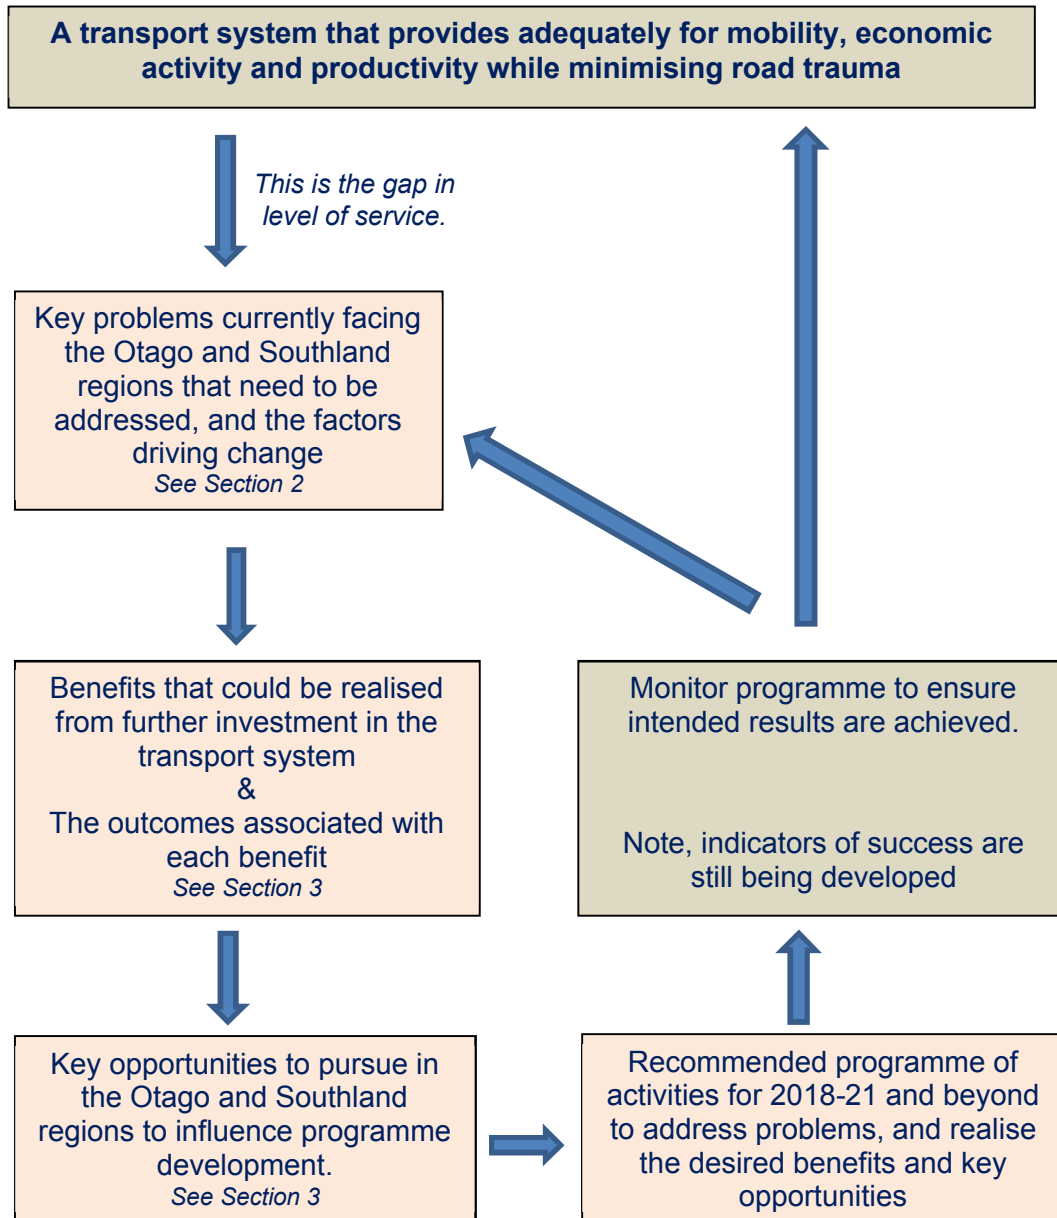 A transport system that provides adequately for mobility, economic
activity and productivity while minimising road trauma
This is the gap in
level of service.
Key problems currently facing
the Otago and Southland
regions that need to be
addressed, and the factors
driving change
See Section 2
Benefits that could be realised
from further investment in the
transport system
&
The outcomes associated with
each benefit
See Section 3
Monitor programme to ensure
intended results are achieved.
Note, indicators of success are
still being developed
Key opportunities to pursue in
the Otago and Southland
regions to influence programme
development.
See Section 3
Recommended programme of
activities for 2018-21 and beyond
to address problems, and realise
the desired benefits and key
opportunities